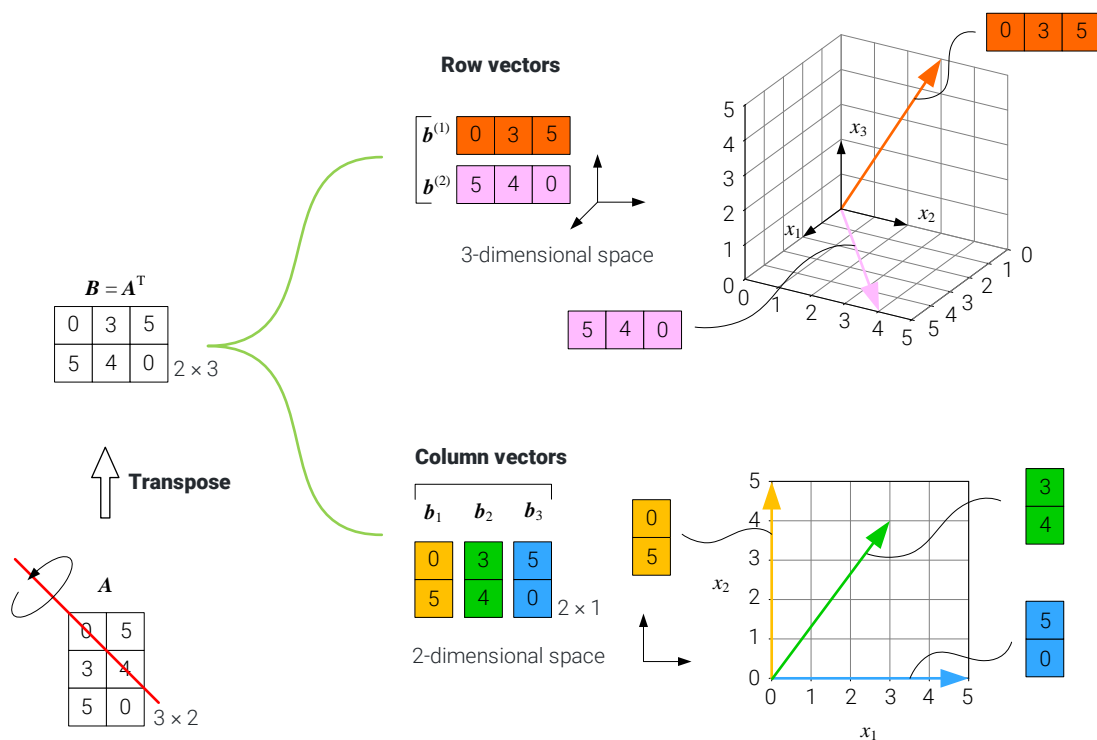 Row vectors
b(1) 0 3 5
b(2) 5 4 0
3-dimensional space
0 3 5
5
4
3
2
1
0
x3
x2
x1
0 1 2 3 4 5
5 4 3 2 1 0
5 4 0
B = A^T
0 3 5
5 4 0
2 × 3
Transpose
A
0 5
3 4
5 0
3 × 2
Column vectors
b1 b2 b3
0 3 5
5 4 0
2 × 1
2-dimensional space
0
5
5
4
3
2
1
0
x2
0 1 2 3 4 5
x1
3
4
5
0